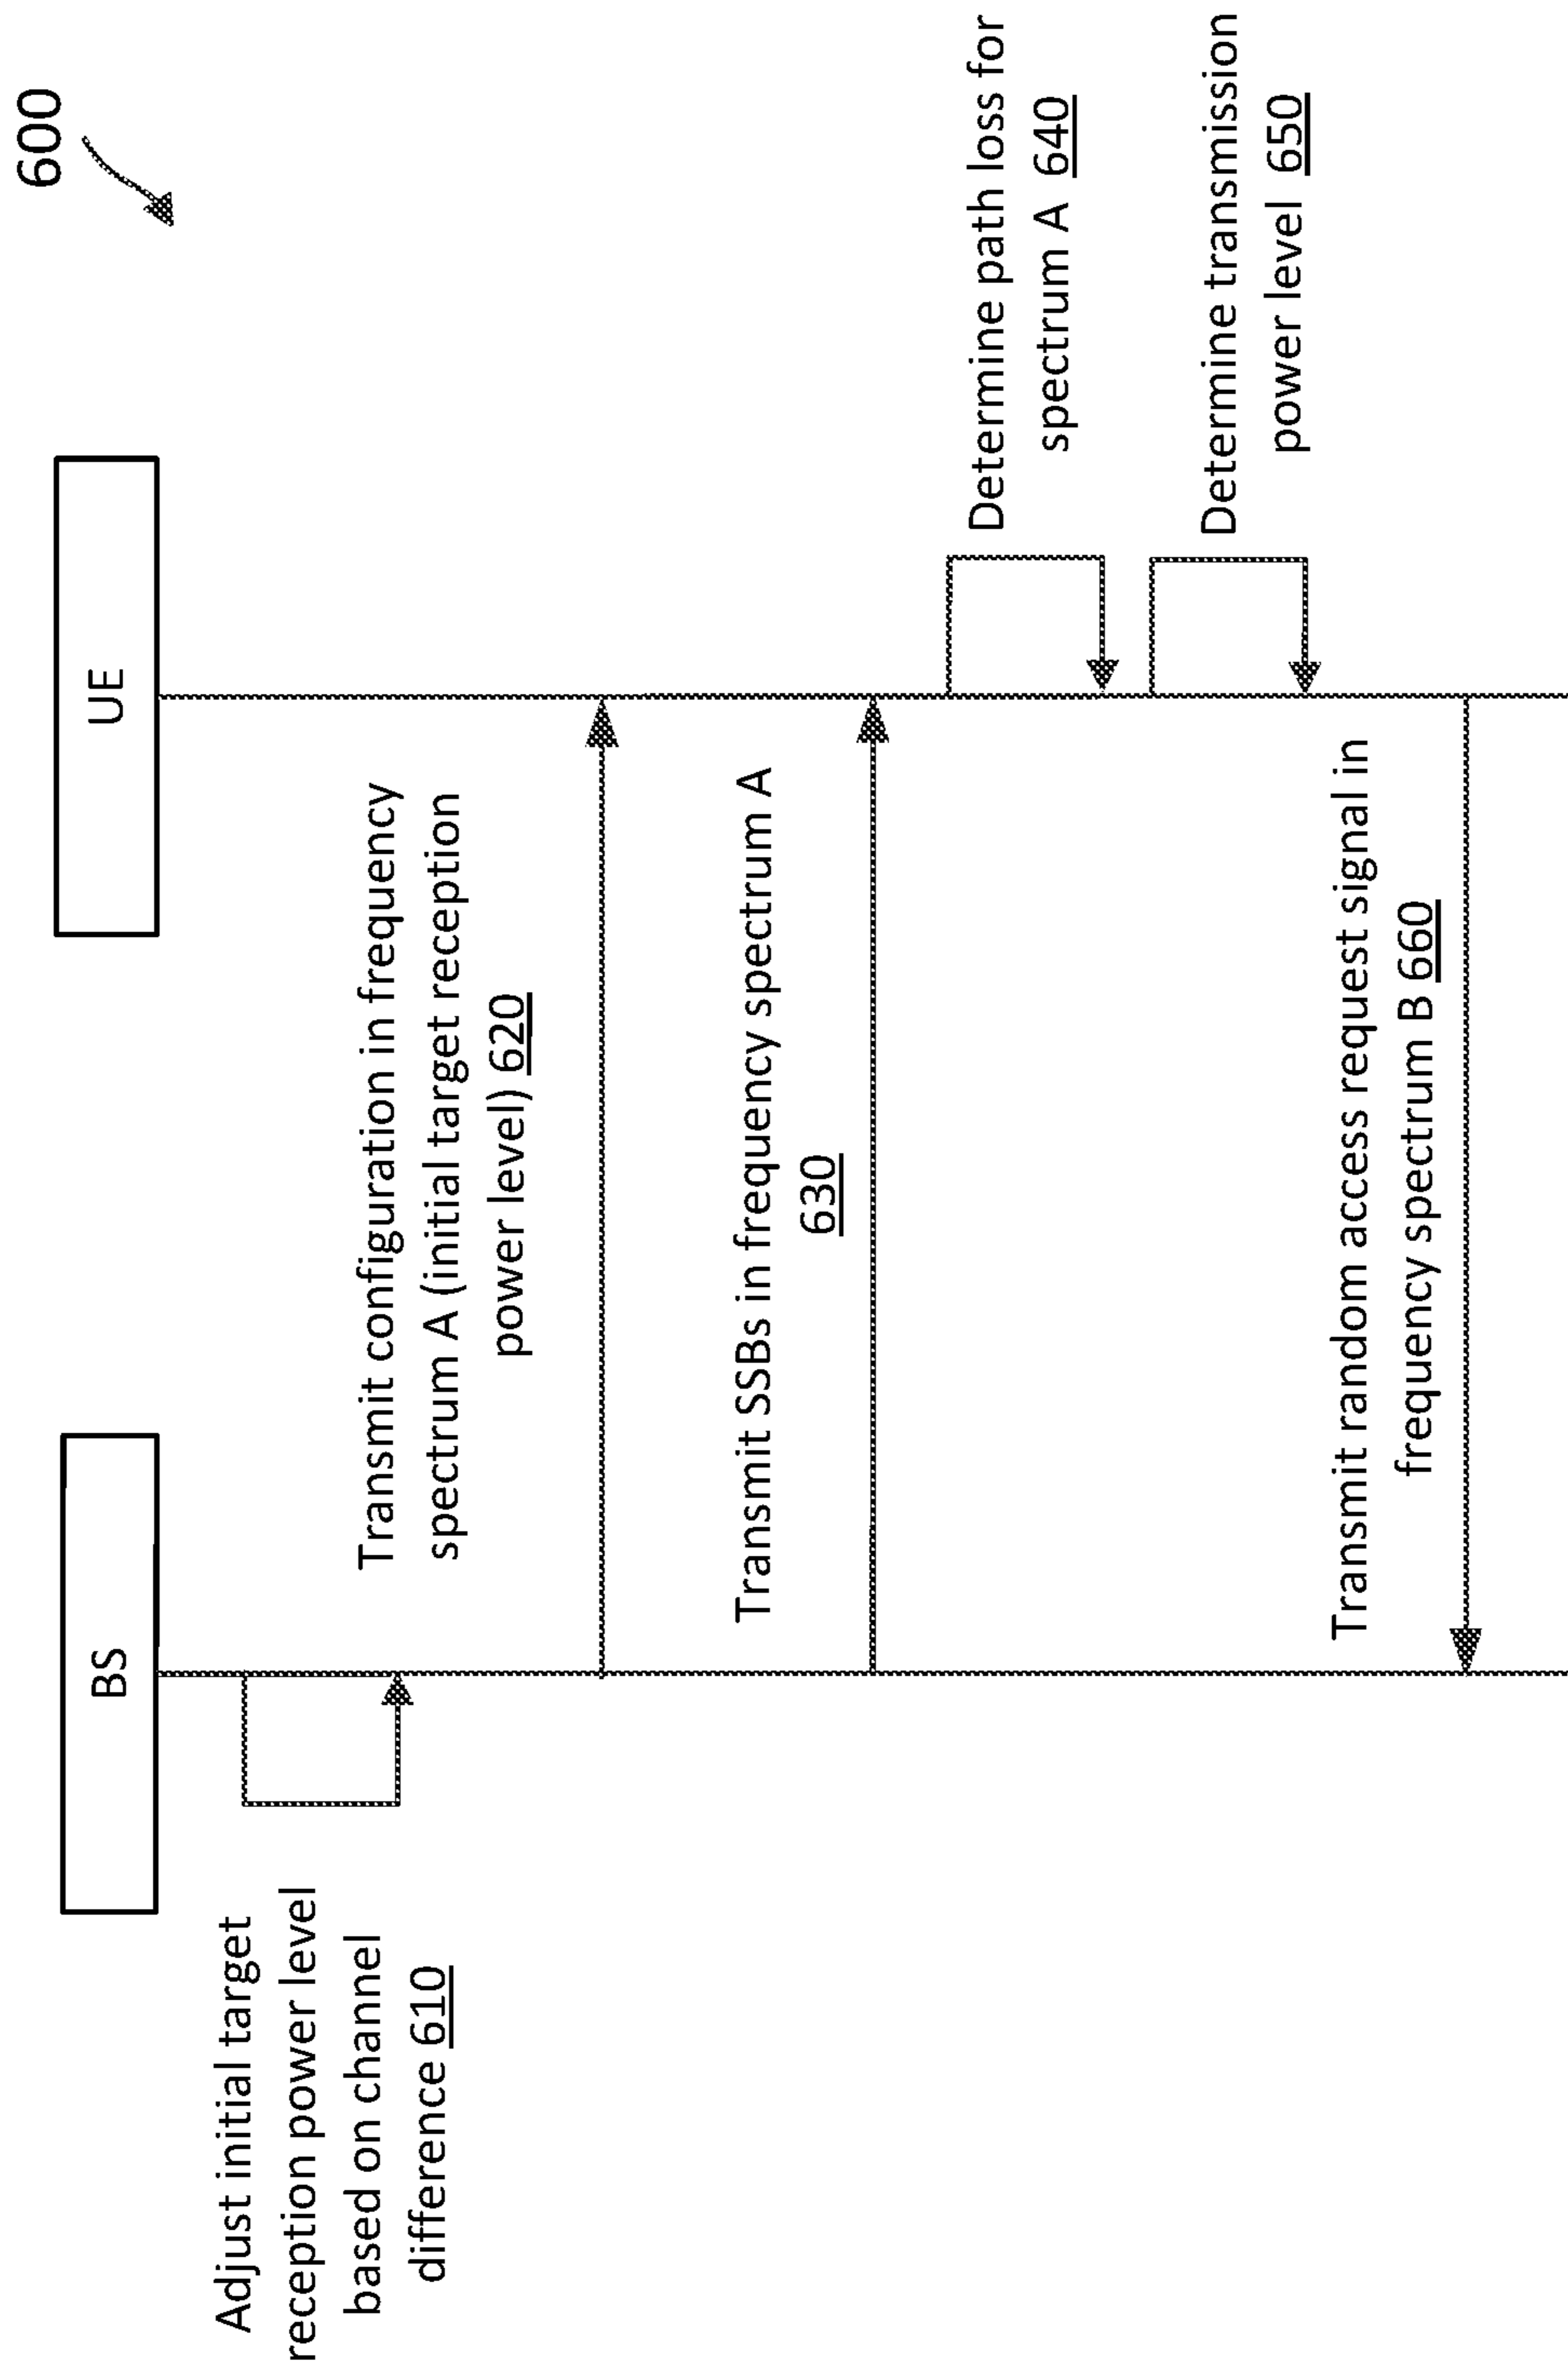 600
BS
UE
Adjust initial target
reception power level
based on channel
difference 610
Transmit configuration in frequency
spectrum A (initial target reception
power level) 620
Transmit SSBs in frequency spectrum A
630
Determine path loss for
spectrum A 640
Determine transmission
power level 650
Transmit random access request signal in
frequency spectrum B 660